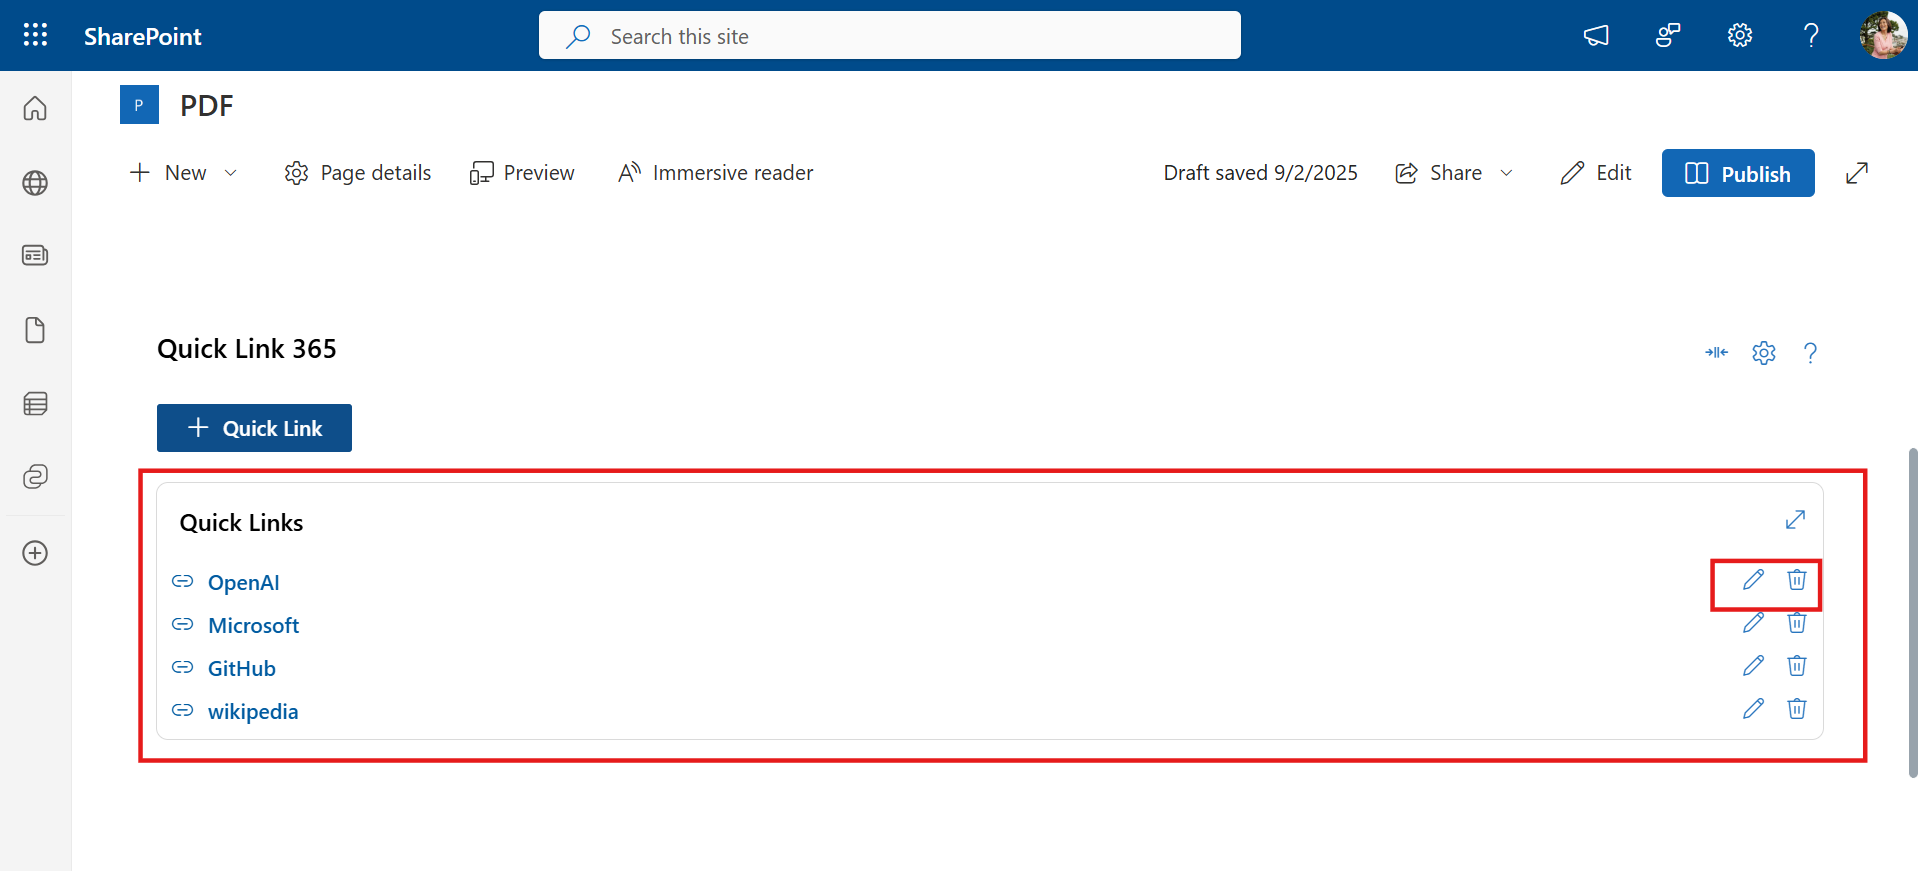 SharePoint
Search this site
P
PDF
New
Page details
Preview
Immersive reader
Draft saved 9/2/2025
Share
Edit
Publish
Quick Link 365
Quick Link
Quick Links
OpenAI
Microsoft
GitHub
wikipedia